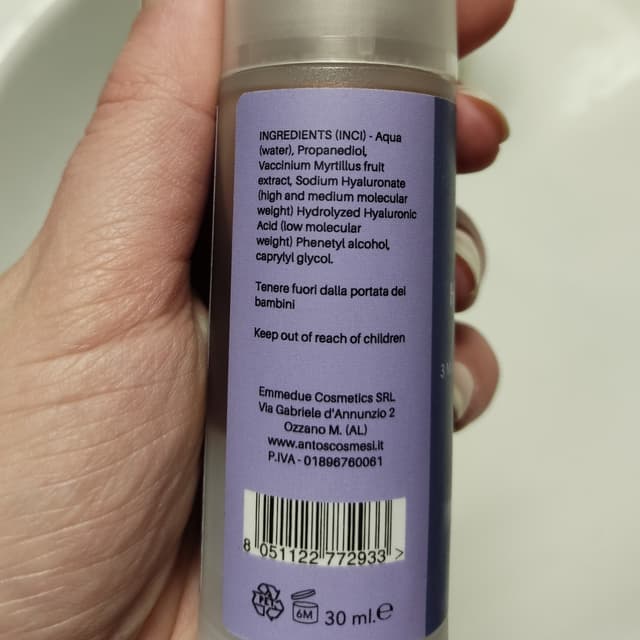 INGREDIENTS (INCI) - Aqua
(water), Propanediol,
Vaccinium Myrtillus fruit
extract, Sodium Hyaluronate
(high and medium molecular
weight) Hydrolyzed Hyaluronic
Acid (low molecular
weight) Phenetyl alcohol,
caprylyl glycol.
Tenere fuori dalla portata dei
bambini
Keep out of reach of children
Emmedue Cosmetics SRL
Via Gabriele d'Annunzio 2
Ozzano M. (AL)
www.antoscosmesi.it
P.IVA - 01896760061
8 051122 772933 >
6M
30 ml.e